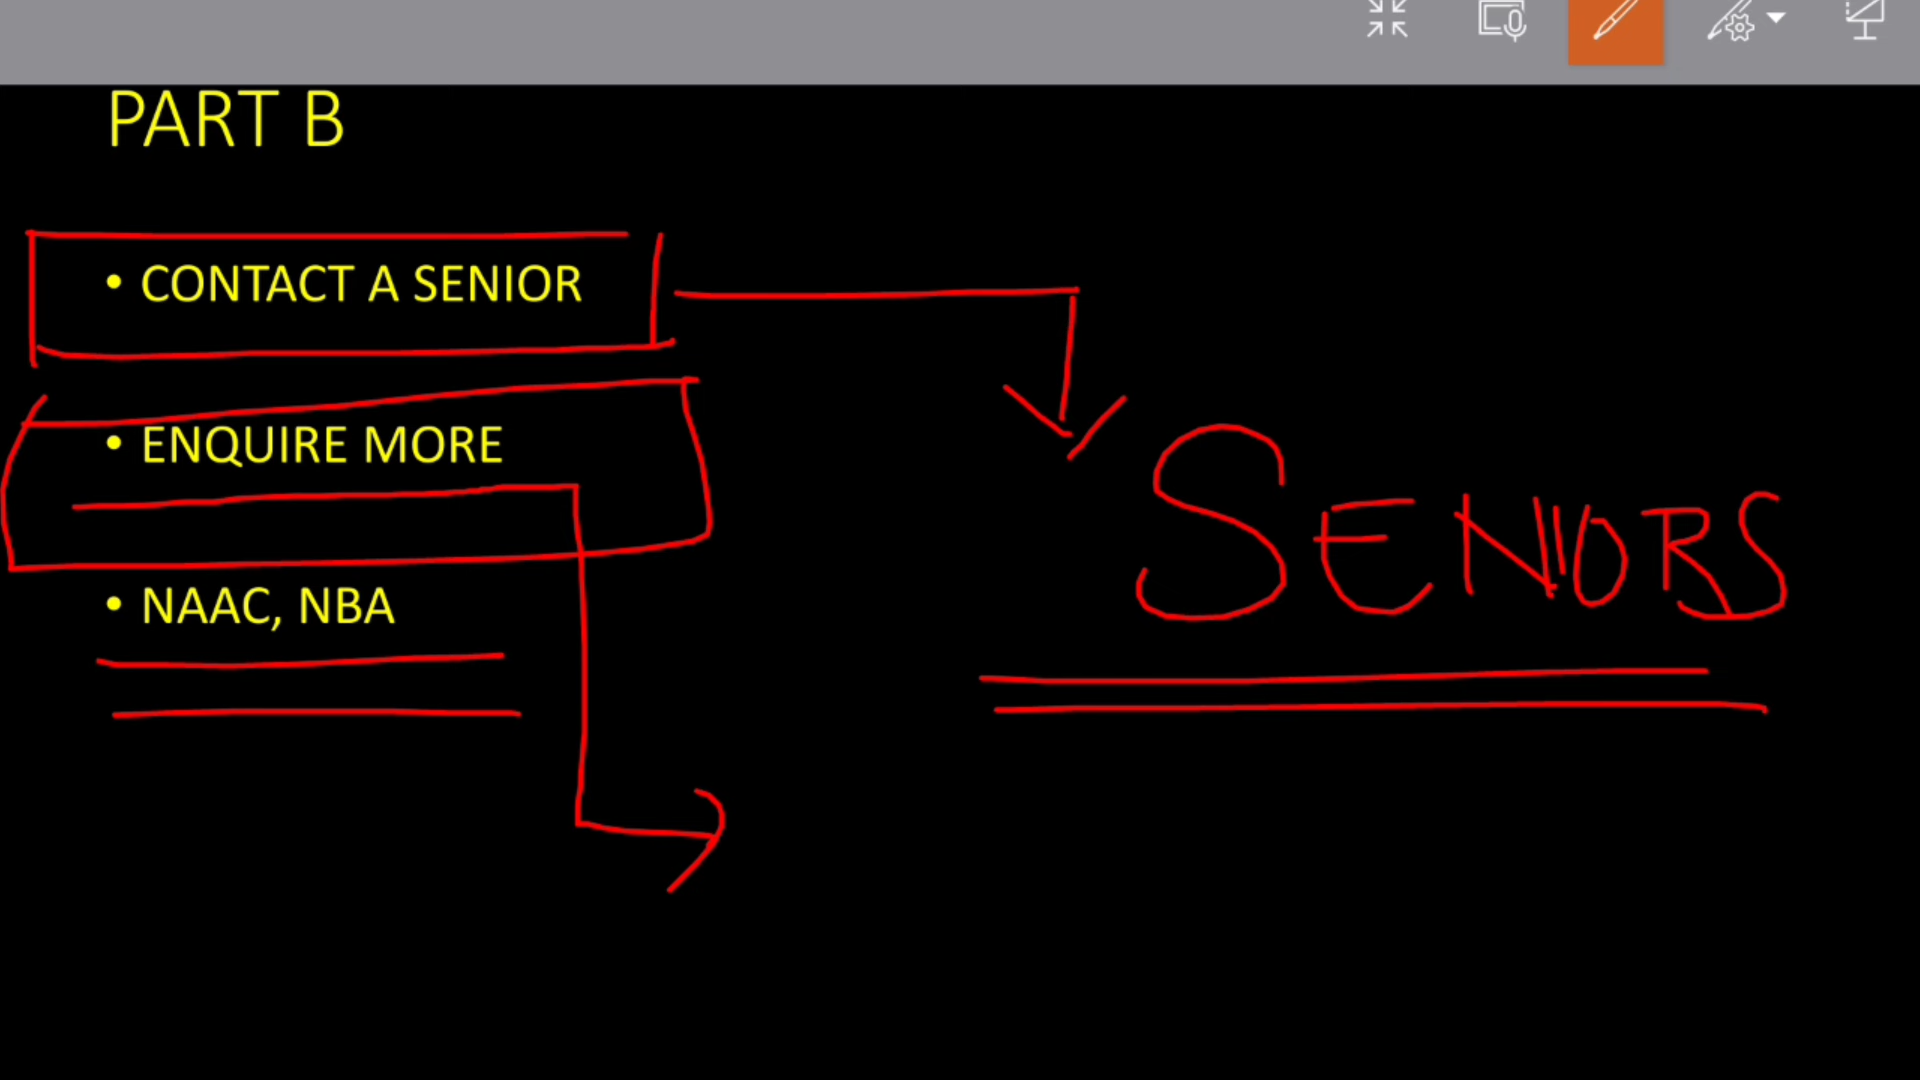 PART B
• CONTACT A SENIOR
• ENQUIRE MORE
SENIORS
• NAAC, NBA